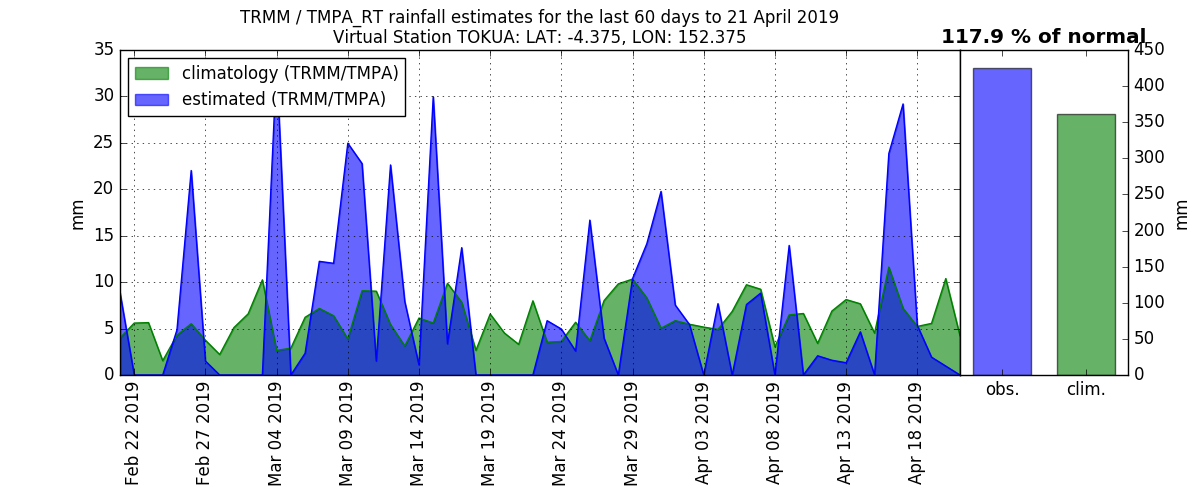 TRMM / TMPA_RT rainfall estimates for the last 60 days to 21 April 2019
Virtual Station TOKUA: LAT: -4.375, LON: 152.375
117.9 % of normal
climatology (TRMM/TMPA)
estimated (TRMM/TMPA)
mm
35
30
25
20
15
10
5
0
Feb 22 2019
Feb 27 2019
Mar 04 2019
Mar 09 2019
Mar 14 2019
Mar 19 2019
Mar 24 2019
Mar 29 2019
Apr 03 2019
Apr 08 2019
Apr 13 2019
Apr 18 2019
450
400
350
300
250
200
150
100
50
0
mm
obs.
clim.